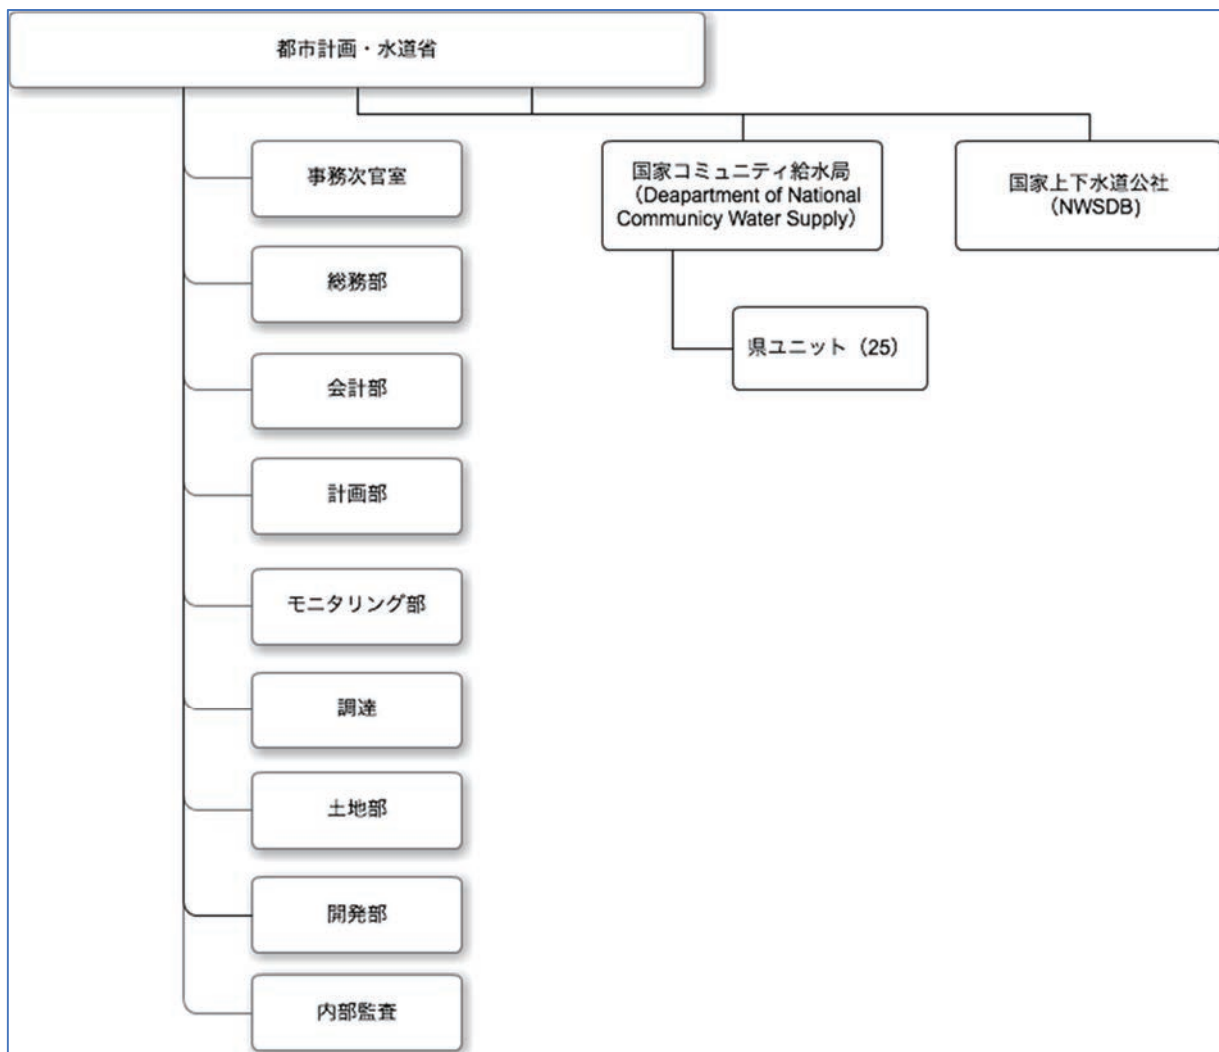 都市計画・水道省
事務次官室
総務部
会計部
計画部
モニタリング部
調達
土地部
開発部
内部監査
国家コミュニティ給水局
（Deapartment of National
Communicy Water Supply）
県ユニット（25）
国家上下水道公社
（NWSDB)